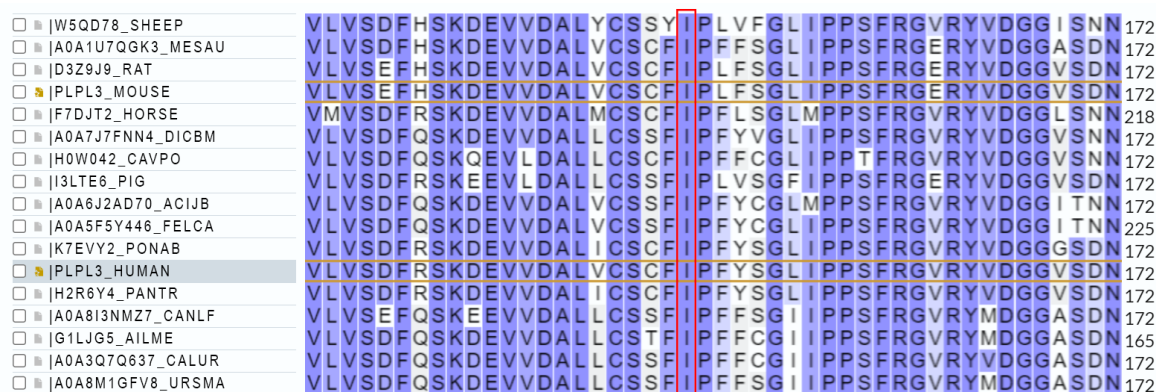 |W5QD78_SHEEP VLVSDFHSKDEVVDALYCSSYIPLVFGLIPPSFRGVRYVDGGISNN 172
|A0A1U7QGK3_MESAU VLVSDFHSKDEVVDALVCSCFIPFFSGLIPPSFRGERYVDGGASDN 172
|D3Z9J9_RAT VLVSEFHSKDEVVDALVCSCFIPLFSGLIPPSFRGERYVDGGVSDN 172
|PLPL3_MOUSE VLVSEFHSKDEVVDALVCSCFIPLFSGLIPPSFRGERYVDGGVSDN 172
|F7DJT2_HORSE VMVSDFRSKDEVVDALMCSCFIPFLSGLMPPSFRGVRYVDGGLSNN 218
|A0A7J7FNN4_DICBM VLVSDFQSKDEVVDALLCSSFIPFYVGLIPPSFRGVRYVDGGVSNN 172
|H0W042_CAVPO VLVSDFQSKQEVLDALLCSCFIPFFCGLIPPTFRGVRYVDGGVSNN 172
|I3LTE6_PIG VLVSDFRSKEEVLDALLCSSFIPLVSGFIPPSFRGERYVDGGVSDN 172
|A0A6J2AD70_ACIJB VLVSDFQSKDEVVDALVCSSFIPFYCGLMPPSFRGVRYVDGGITNN 172
|A0A5F5Y446_FELCA VLVSDFQSKDEVVDALVCSSFIPFYCGLIPPSFRGVRYVDGGITNN 225
|K7EVY2_PONAB VLVSDFRSKDEVVDALICSCFIPFYSGLIPPSFRGVRYVDGGGSDN 172
|PLPL3_HUMAN VLVSDFRSKDEVVDALVCSCFIPFYSGLIPPSFRGVRYVDGGVSDN 172
|H2R6Y4_PANTR VLVSDFRSKDEVVDALICSCFIPFYSGLIPPSFRGVRYVDGGVSDN 172
|A0A8I3NMZ7_CANLF VLVSEFQSKEEVVDALLCSSFIPFFSGIIPPSFRGVRYMDGGASDN 172
|G1LJG5_AILME VLVSDFQSKDEVVDALLCSTFIPFFCGIIPPSFRGVRYMDGGASDN 165
|A0A3Q7Q637_CALUR VLVSDFQSKDEVVDALLCSSFIPFFCGIIPPSFRGVRYVDGGASDN 172
|A0A8M1GFV8_URSMA VLVSDFQSKDEVVDALLCSSFIPFFSGIIPPSFRGVRYMDGGASDN 172